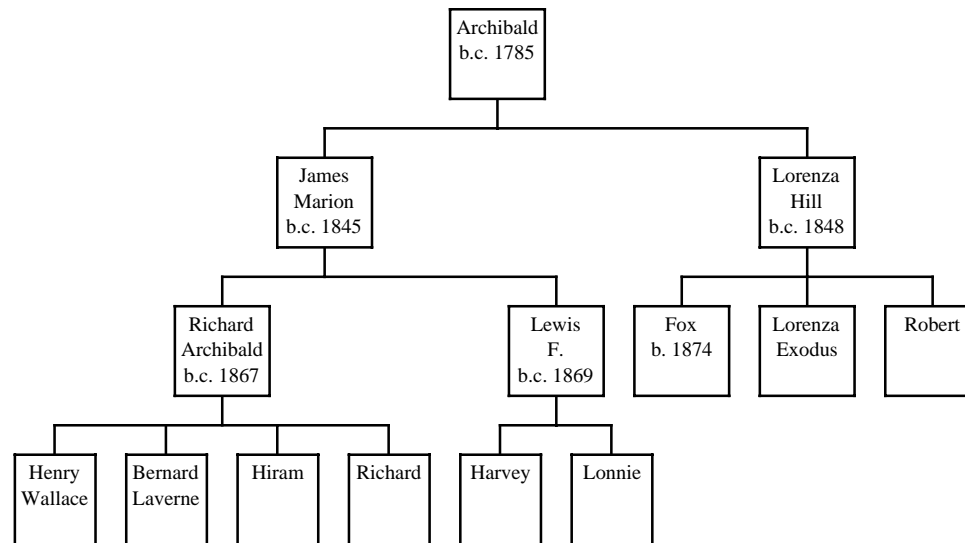 Archibald
b.c. 1785
James
Marion
b.c. 1845
Lorenza
Hill
b.c. 1848
Richard
Archibald
b.c. 1867
Lewis
F.
b.c. 1869
Fox
b. 1874
Lorenza
Exodus
Robert
Henry
Wallace
Bernard
Laverne
Hiram
Richard
Harvey
Lonnie